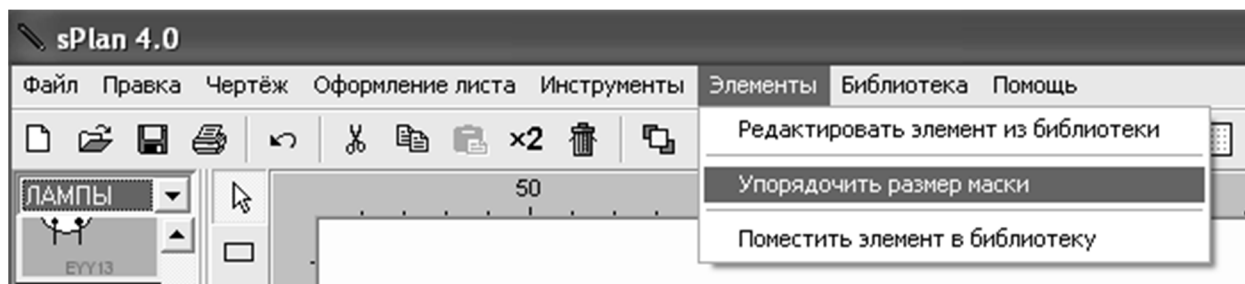 sPlan 4.0
Файл Правка Чертёж Оформление листа Инструменты Элементы Библиотека Помощь
x2
Редактировать элемент из библиотеки
ЛАМПЫ
50
Упорядочить размер маски
EYY13
Поместить элемент в библиотеку